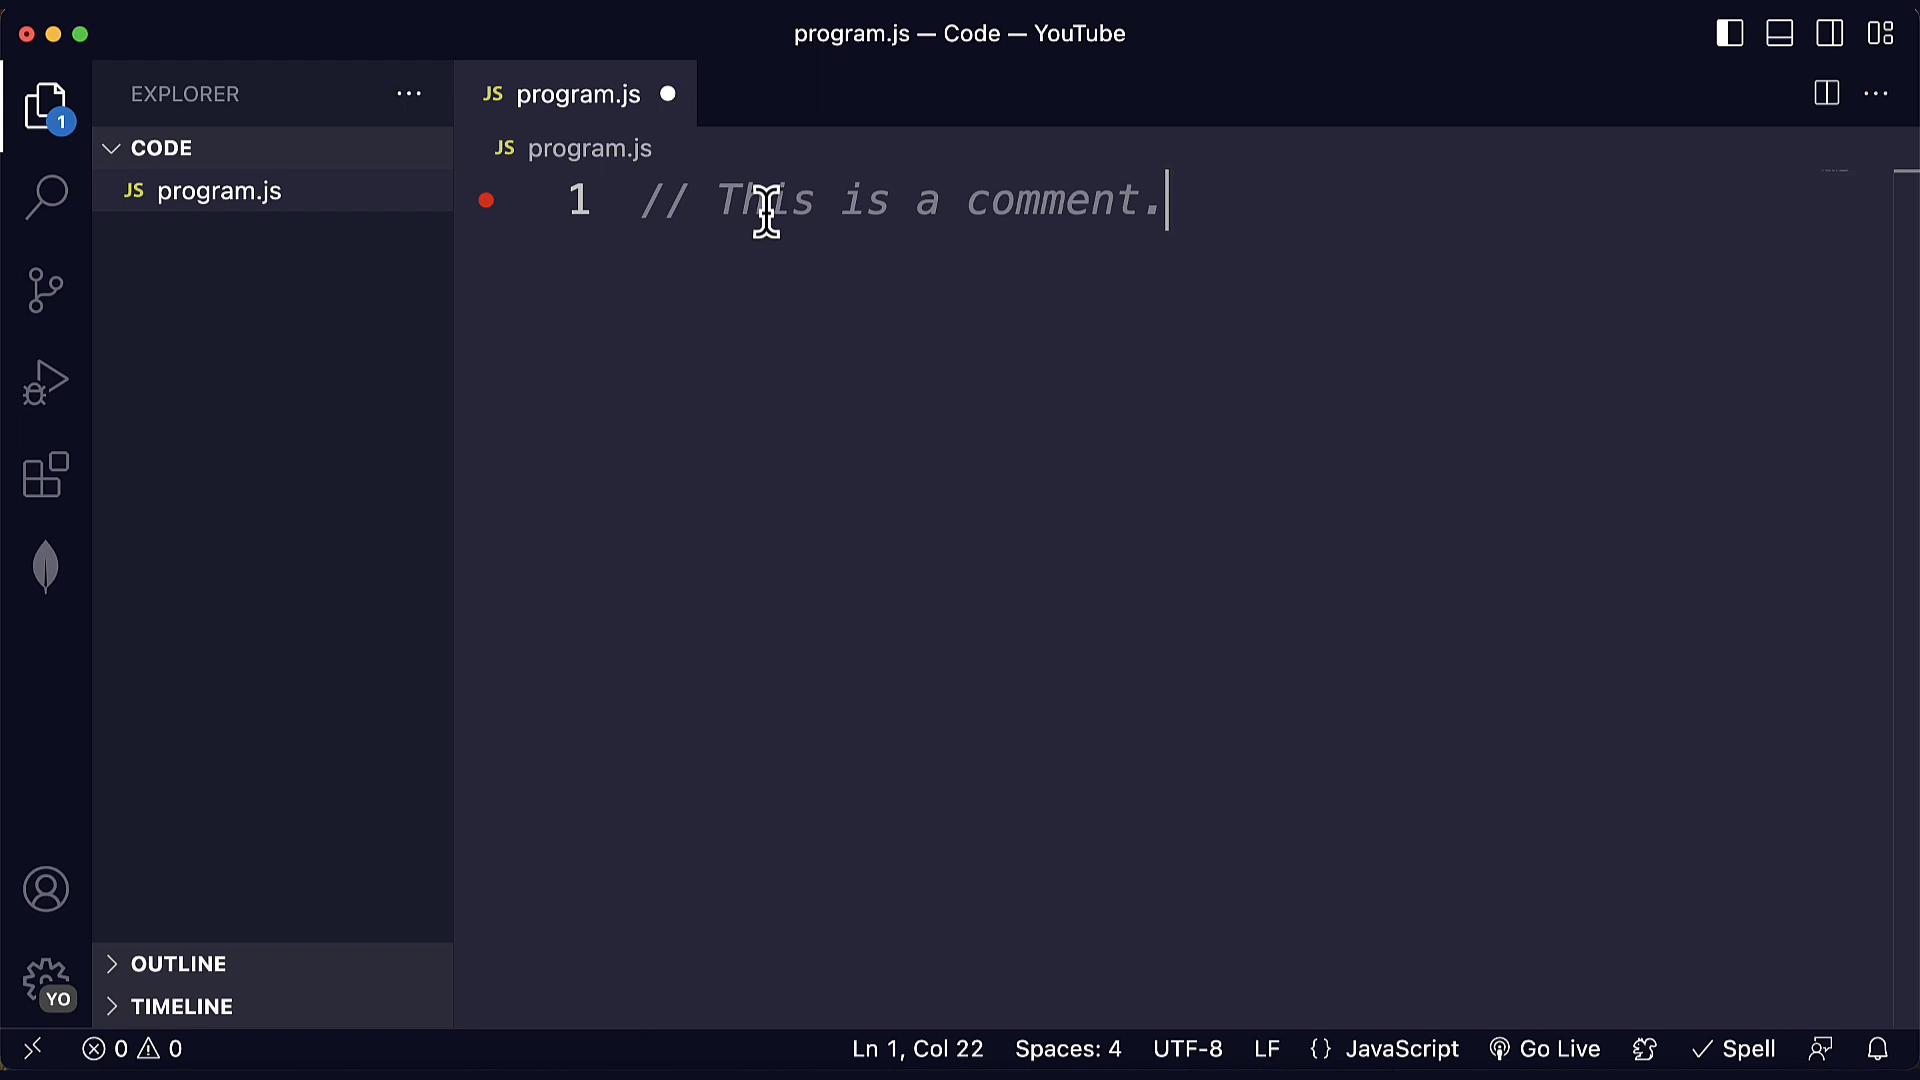 program.js — Code — YouTube
EXPLORER
JS program.js
1
CODE
JS program.js
JS program.js
1 // This is a comment.
OUTLINE
YO
TIMELINE
0 0 Ln 1, Col 22 Spaces: 4 UTF-8 LF {} JavaScript Go Live Spell